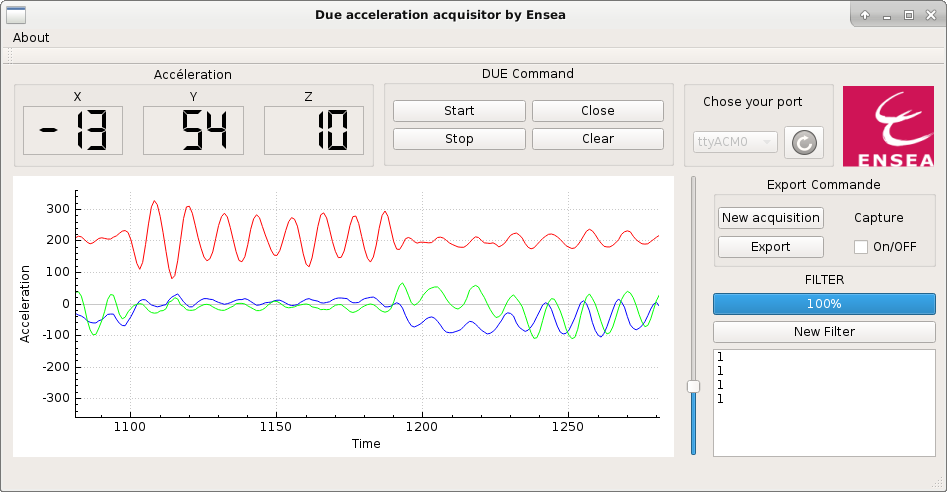 Due acceleration acquisitor by Ensea
About
Accéleration
X Y Z
-13 54 10
DUE Command
Start Close
Stop Clear
Chose your port
ttyACM0
ENSEA
300
200
100
0
-100
-200
-300
Acceleration
1100 1150 1200 1250
Time
Export Commande
New acquisition Capture
Export On/OFF
FILTER
100%
New Filter
1
1
1
1